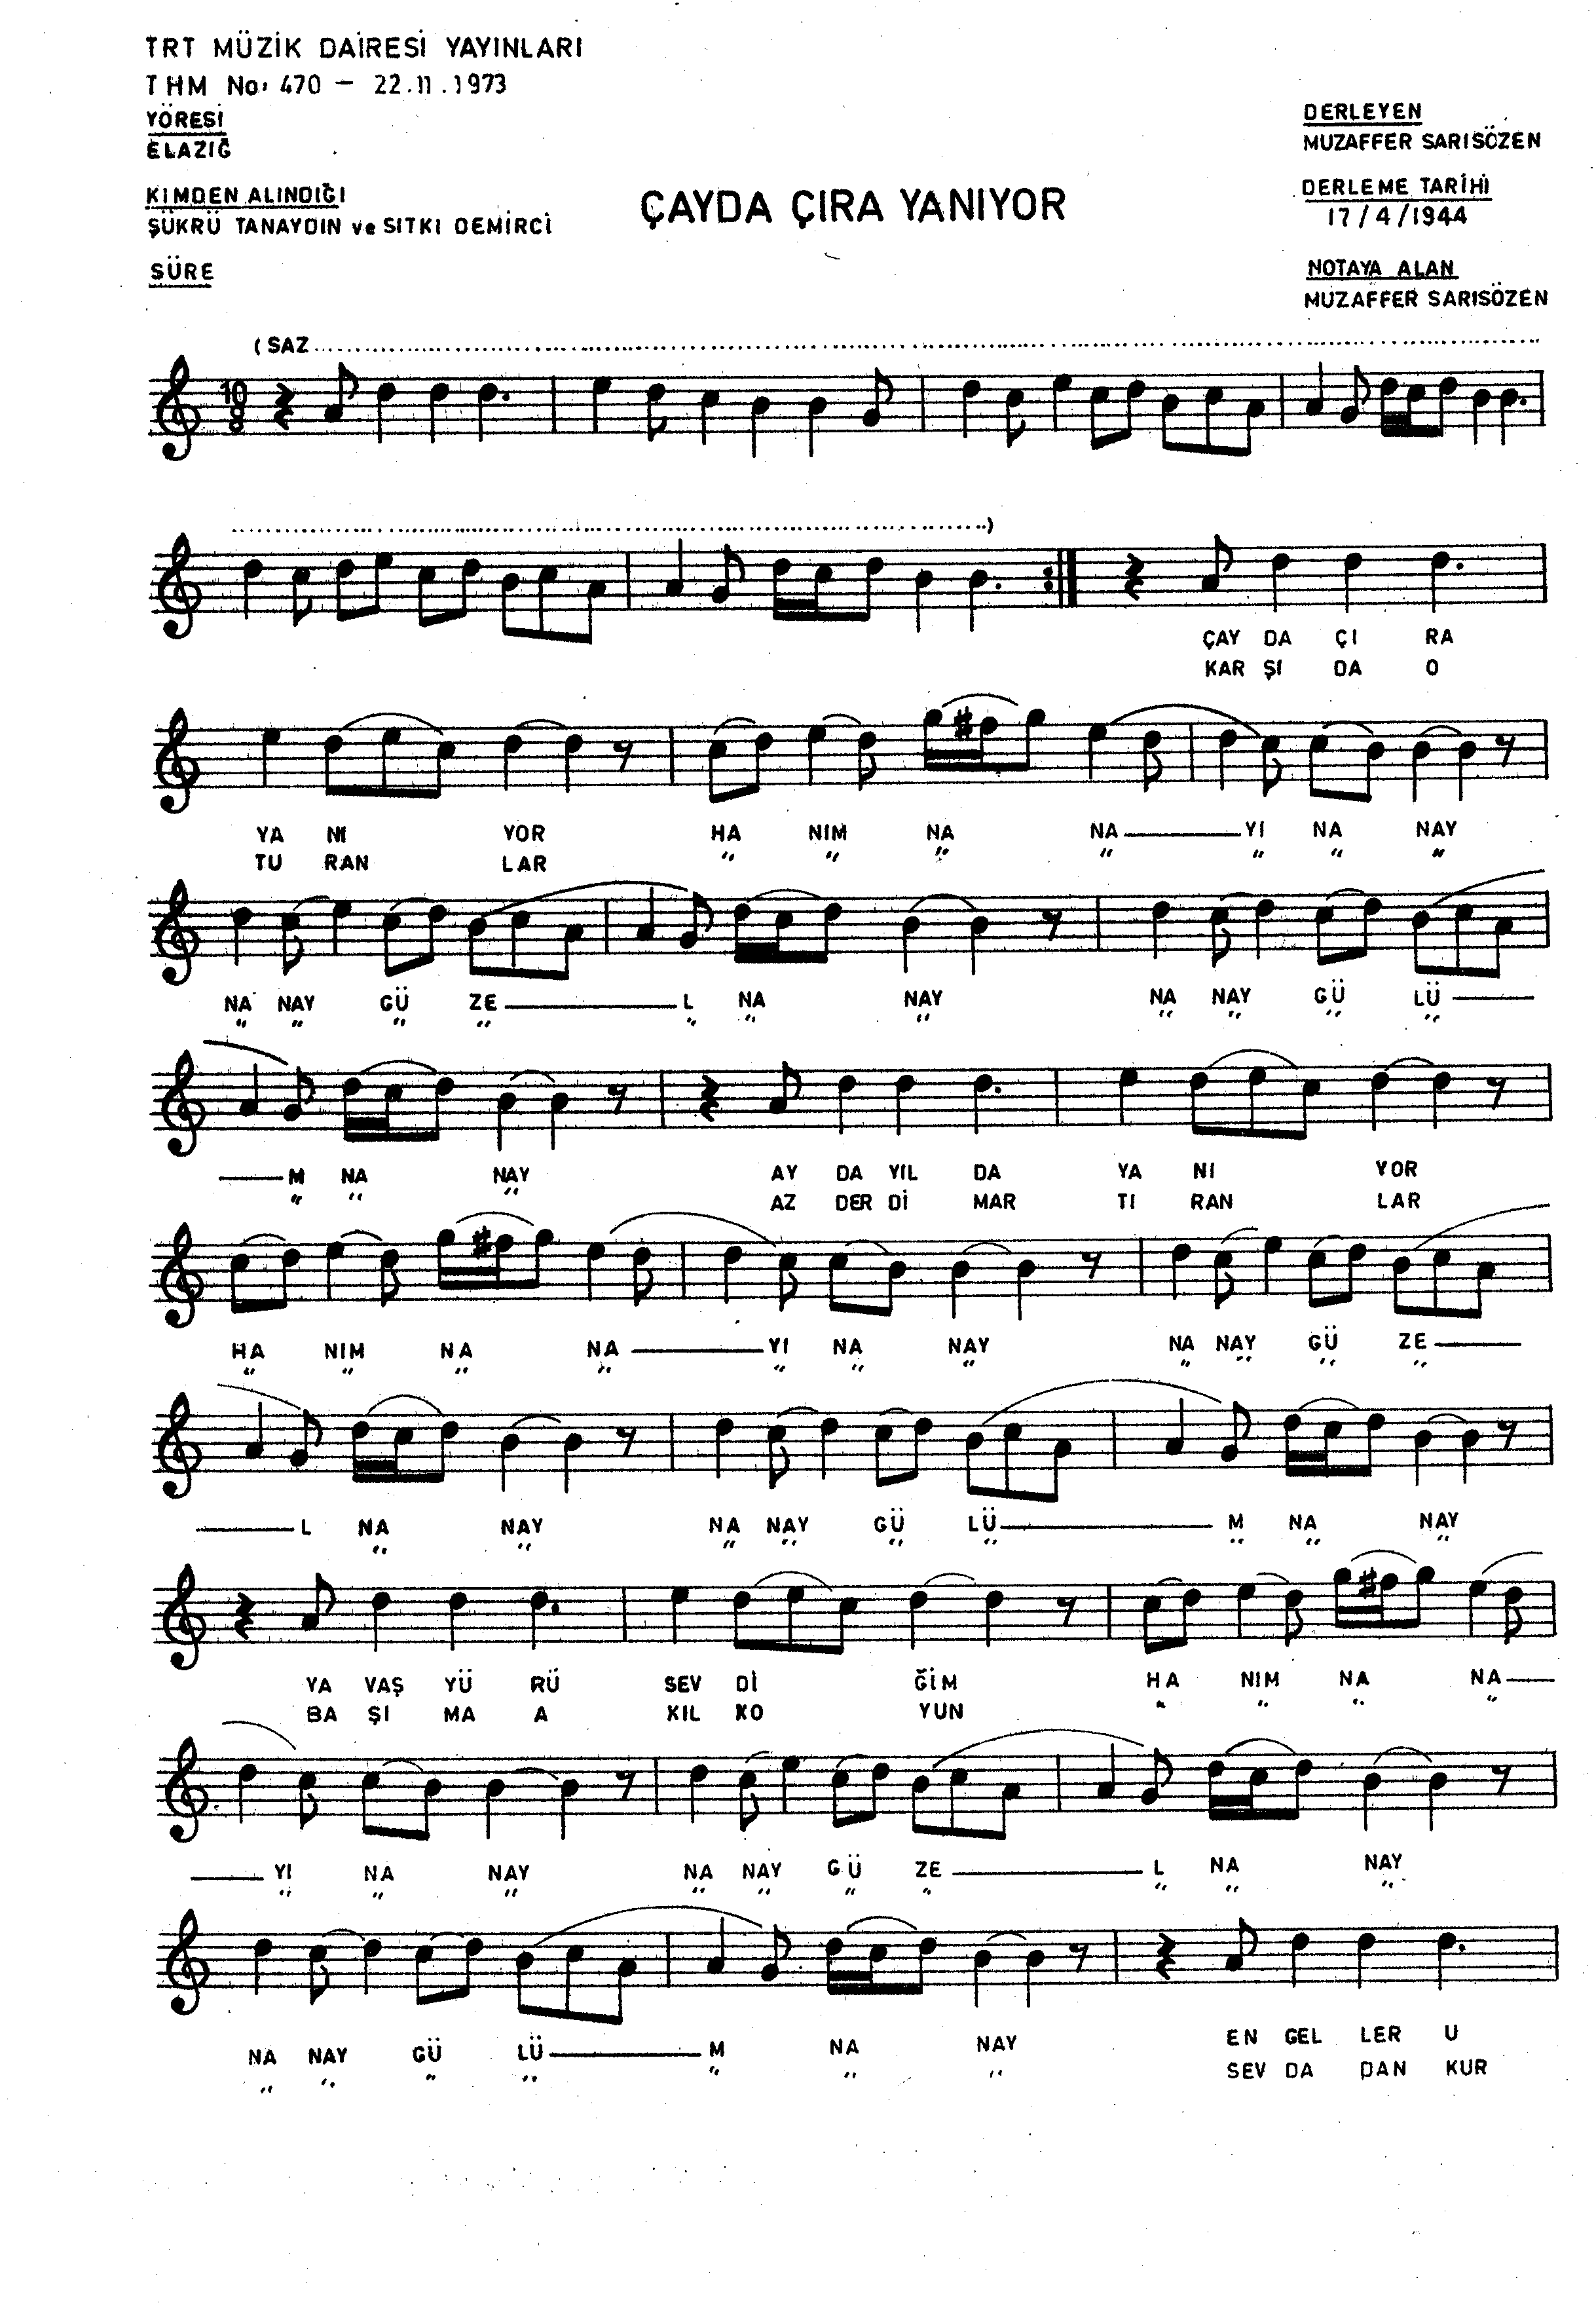 TRT MÜZİK DAİRESİ YAYINLARI
THM No: 470 — 22.11.1973
YÖRESİ
ELAZIĞ
KIMDEN ALINDIĞI
ŞÜKRÜ TANAYDIN ve SITKI DEMİRCİ
SÜRE
ÇAYDA ÇIRA YANIYOR
DERLEYEN
MUZAFFER SARISÖZEN
DERLEME TARİHİ
17/4/1944
NOTAYA ALAN
MUZAFFER SARISÖZEN
(SAZ
10
8
)
ÇAY DA ÇI RA
KAR ŞI DA O
YA NI YOR HA NIM NA NA YI NA NAY
TU RAN LAR " " " " " " "
NA NAY GÜ ZE L NA NAY NA NAY GÜ LÜ
" " " " " " " " " " "
M NA NAY AY DA YIL DA YA NI YOR
" " " AZ DER Dİ MAR TI RAN LAR
HA NIM NA NA YI NA NAY NA NAY GÜ ZE
" " " " " " " " " " "
L NA NAY NA NAY GÜ LÜ M NA NAY
" " " " " " " " "
YA VAŞ YÜ RÜ SEV Dİ ĞİM HA NIM NA NA
BA ŞI MA A KIL KO YUN " " " "
YI NA NAY NA NAY GÜ ZE L NA NAY
" " " " " " " " " "
NA NAY GÜ LÜ M NA NAY EN GEL LER U
" " " " " " " SEV DA DAN KUR